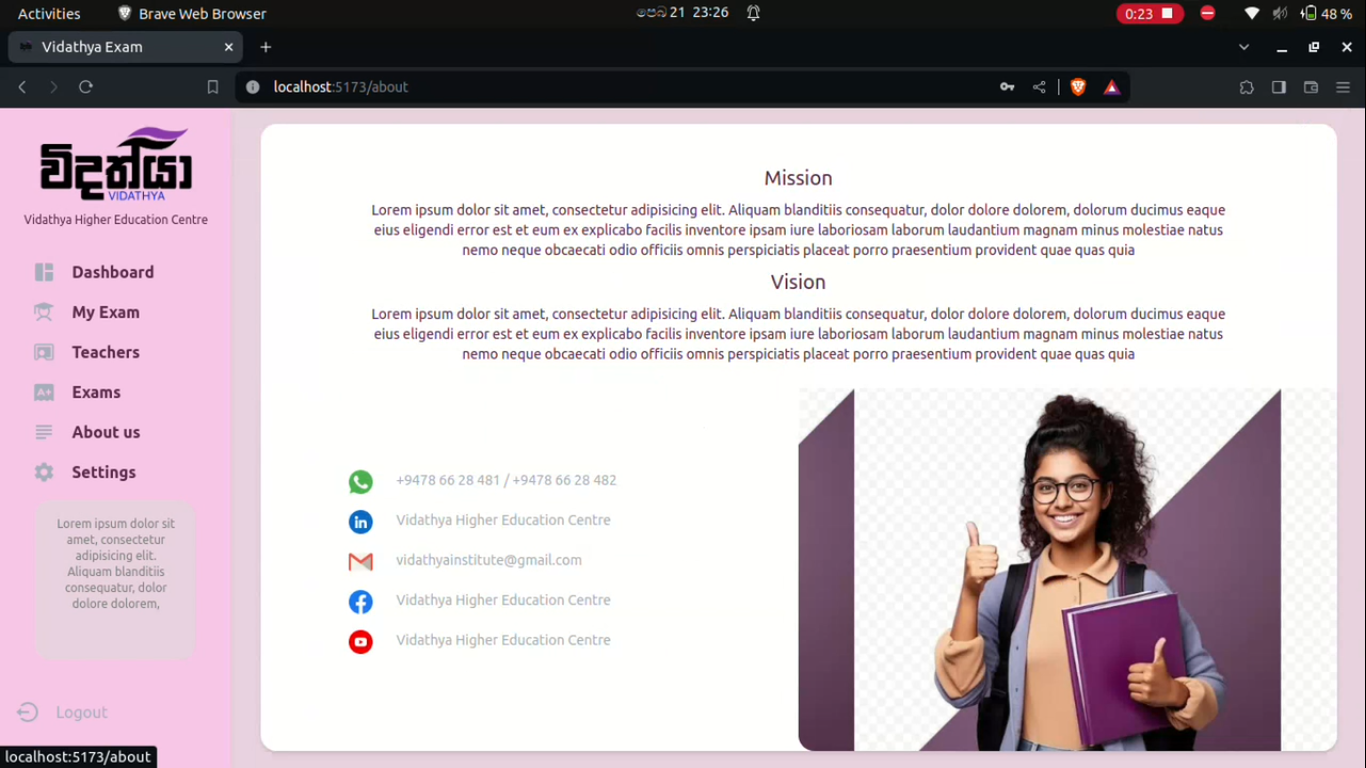 Activities
Brave Web Browser
පෙබ 21 23:26
0:23
48 %
Vidathya Exam
localhost:5173/about
විදත්‍යා
VIDATHYA
Vidathya Higher Education Centre
Dashboard
My Exam
Teachers
Exams
About us
Settings
Lorem ipsum dolor sit
amet, consectetur
adipisicing elit.
Aliquam blanditiis
consequatur, dolor
dolore dolorem,
Logout
localhost:5173/about
Mission
Lorem ipsum dolor sit amet, consectetur adipisicing elit. Aliquam blanditiis consequatur, dolor dolore dolorem, dolorum ducimus eaque
eius eligendi error est et eum ex explicabo facilis inventore ipsam iure laboriosam laborum laudantium magnam minus molestiae natus
nemo neque obcaecati odio officiis omnis perspiciatis placeat porro praesentium provident quae quas quia
Vision
Lorem ipsum dolor sit amet, consectetur adipisicing elit. Aliquam blanditiis consequatur, dolor dolore dolorem, dolorum ducimus eaque
eius eligendi error est et eum ex explicabo facilis inventore ipsam iure laboriosam laborum laudantium magnam minus molestiae natus
nemo neque obcaecati odio officiis omnis perspiciatis placeat porro praesentium provident quae quas quia
+9478 66 28 481 / +9478 66 28 482
Vidathya Higher Education Centre
vidathyainstitute@gmail.com
Vidathya Higher Education Centre
Vidathya Higher Education Centre